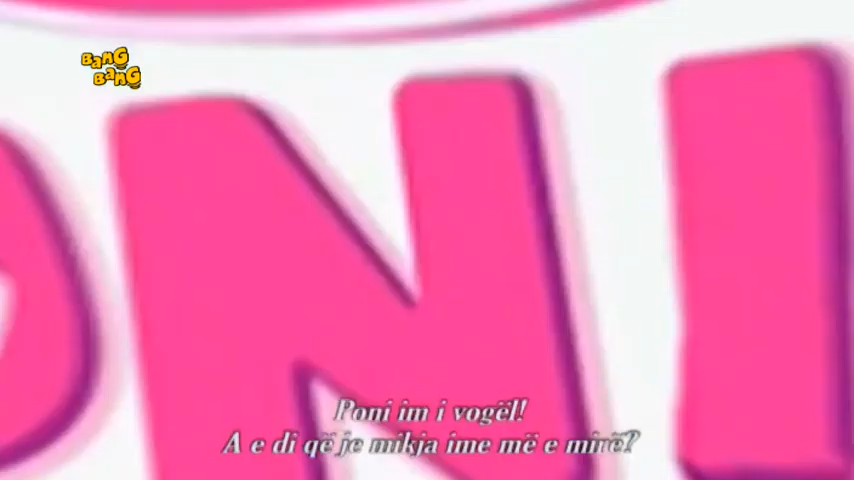 Bang
Bang
ONI
Poni im i vogël!
A e di që je mikja ime më e mirë?